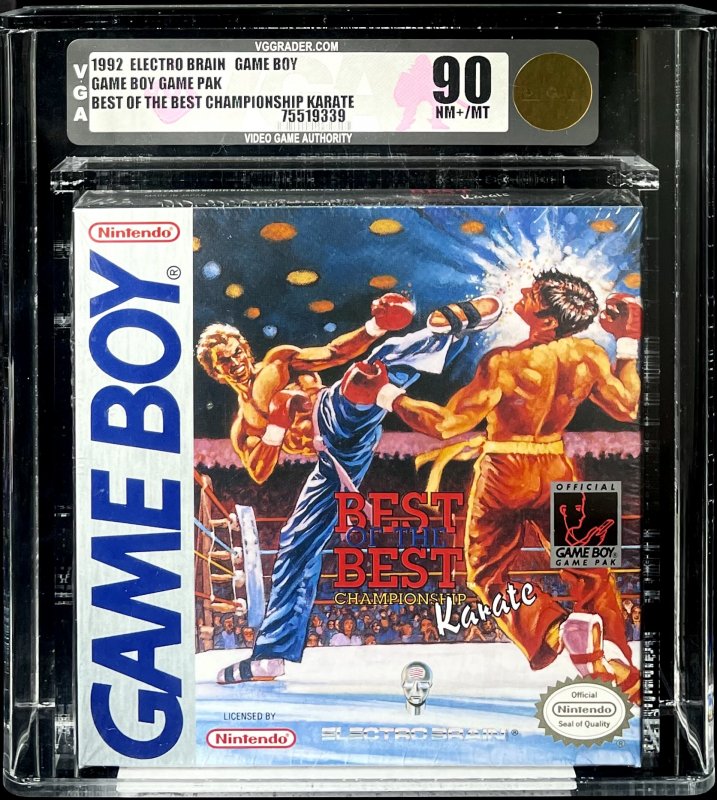 VGGRADER.COM
VGA
1992 ELECTRO BRAIN GAME BOY
GAME BOY GAME PAK
BEST OF THE BEST CHAMPIONSHIP KARATE
75519339
90
NM+/MT
VIDEO GAME AUTHORITY
BEST
Nintendo®
GAME BOY®
BEST
OF THE
BEST
CHAMPIONSHIP
Karate
OFFICIAL
GAME BOY®
GAME PAK
LICENSED BY
Nintendo®
ELECTRO BRAIN®
Official
Nintendo®
Seal of Quality
®